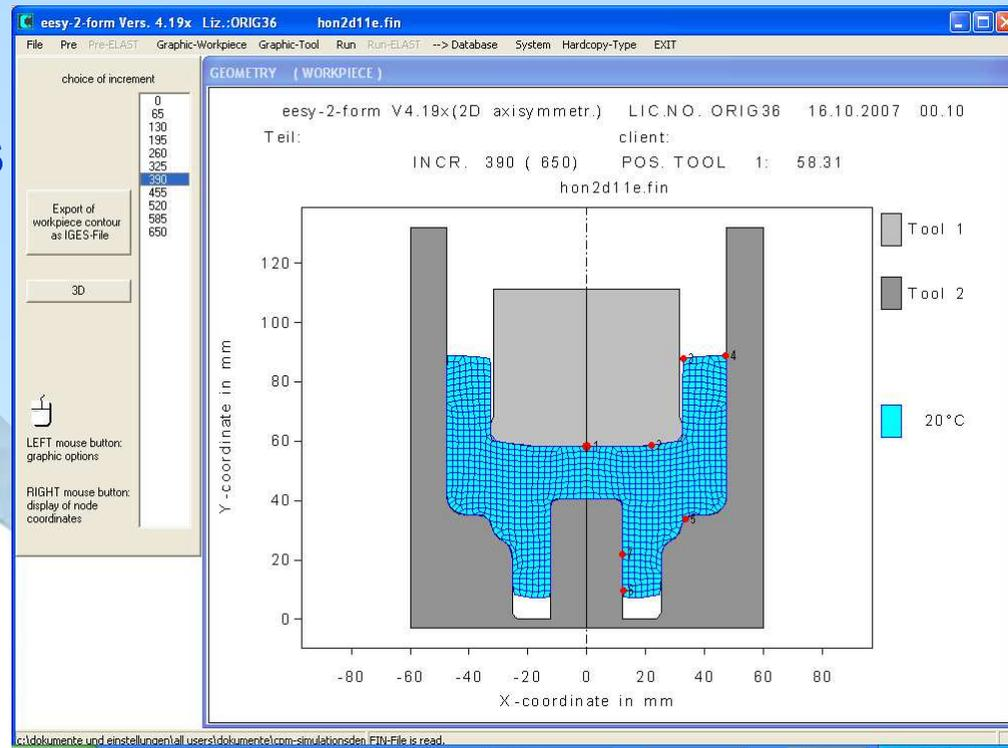 eesy-2-form Vers. 4.19x Liz.:ORIG36 hon2d11e.fin
File Pre Pre-ELAST Graphic-Workpiece Graphic-Tool Run Run-ELAST --> Database System Hardcopy-Type EXIT
choice of increment
0
65
130
195
260
325
390
455
520
585
650
Export of
workpiece contour
as IGES-File
3D
LEFT mouse button:
graphic options
RIGHT mouse button:
display of node
coordinates
GEOMETRY ( WORKPIECE )
eesy-2-form V4.19x(2D axisymmetr.) LIC.NO. ORIG36 16.10.2007 00.10
Teil: client:
INCR. 390 ( 650) POS. TOOL 1: 58.31
hon2d11e.fin
Tool 1
Tool 2
20°C
Y-coordinate in mm
120
100
80
60
40
20
0
1
4
5
-80 -60 -40 -20 0 20 40 60 80
X-coordinate in mm
c:\dokumente und einstellungen\all users\dokumente\cpm-simulationsden FIN-File is read.